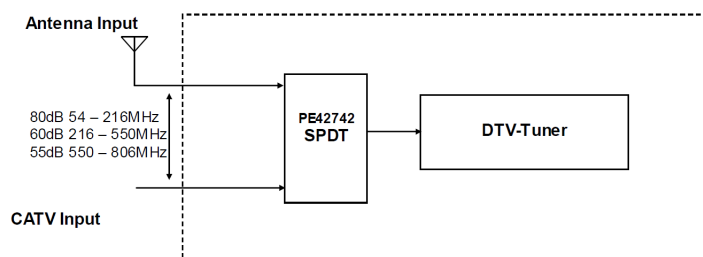 Antenna Input
80dB 54 – 216MHz
60dB 216 – 550MHz
55dB 550 – 806MHz
PE42742
SPDT
DTV-Tuner
CATV Input